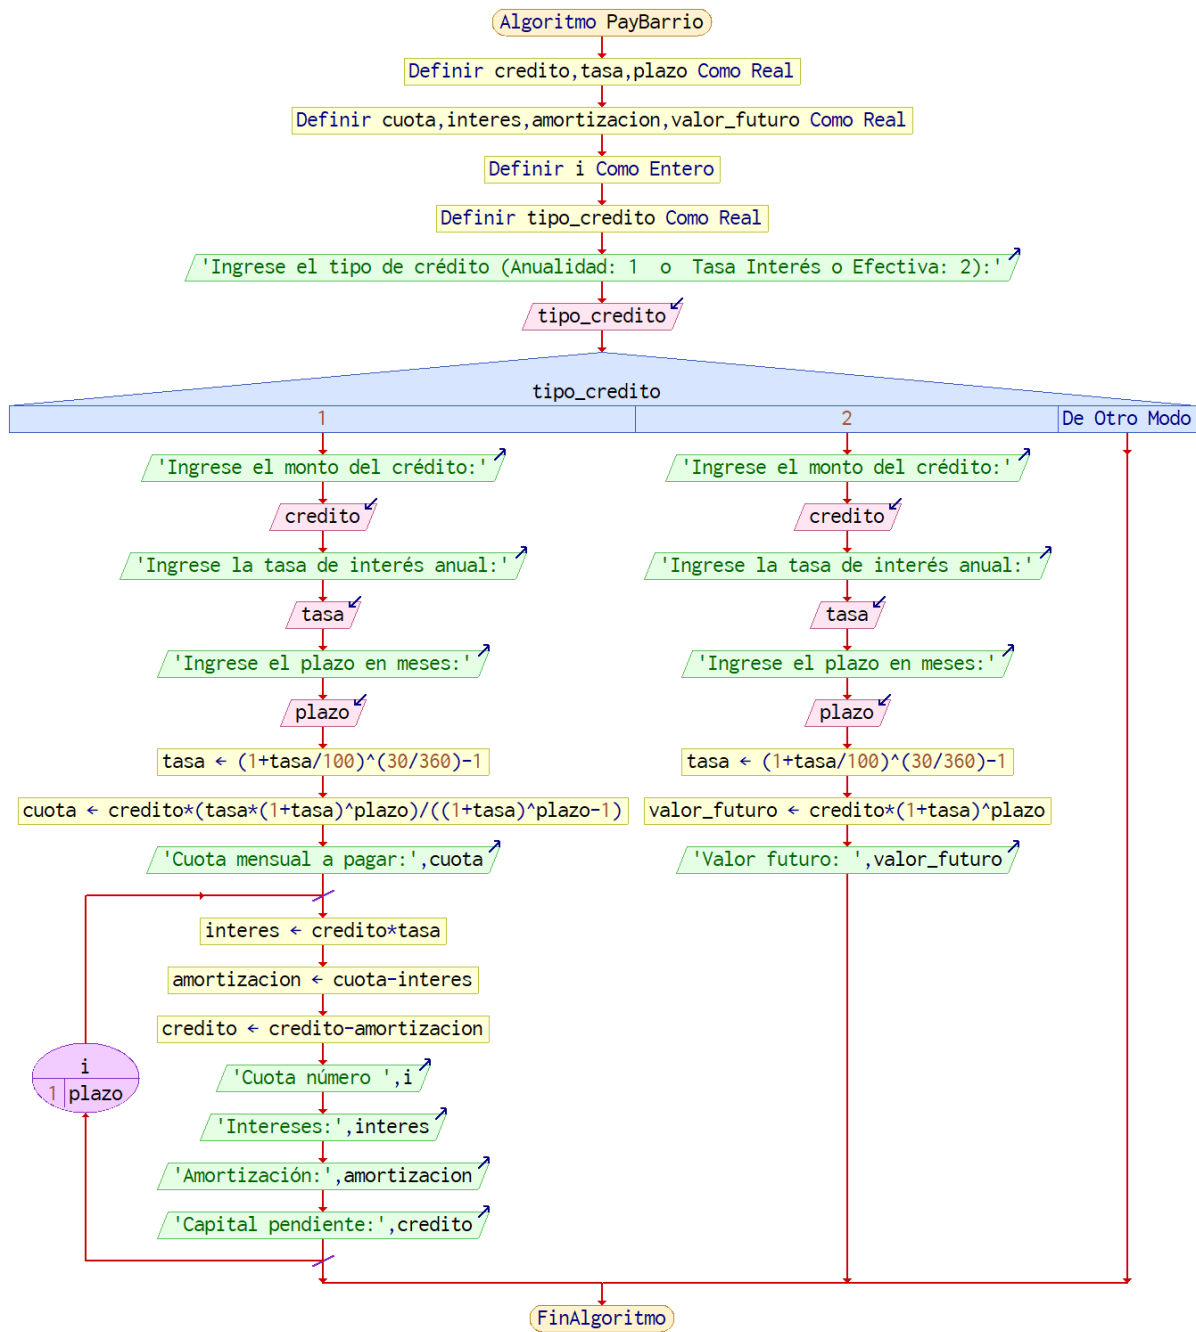 Algoritmo PayBarrio
Definir credito,tasa,plazo Como Real
Definir cuota,interes,amortizacion,valor_futuro Como Real
Definir i Como Entero
Definir tipo_credito Como Real
'Ingrese el tipo de crédito (Anualidad: 1  o  Tasa Interés o Efectiva: 2):'
tipo_credito
tipo_credito
1
2
De Otro Modo
'Ingrese el monto del crédito:'
credito
'Ingrese la tasa de interés anual:'
tasa
'Ingrese el plazo en meses:'
plazo
tasa ← (1+tasa/100)^(30/360)-1
cuota ← credito*(tasa*(1+tasa)^plazo)/((1+tasa)^plazo-1)
'Cuota mensual a pagar:',cuota
i
1 plazo
interes ← credito*tasa
amortizacion ← cuota-interes
credito ← credito-amortizacion
'Cuota número ',i
'Intereses:',interes
'Amortización:',amortizacion
'Capital pendiente:',credito
'Ingrese el monto del crédito:'
credito
'Ingrese la tasa de interés anual:'
tasa
'Ingrese el plazo en meses:'
plazo
tasa ← (1+tasa/100)^(30/360)-1
valor_futuro ← credito*(1+tasa)^plazo
'Valor futuro: ',valor_futuro
FinAlgoritmo